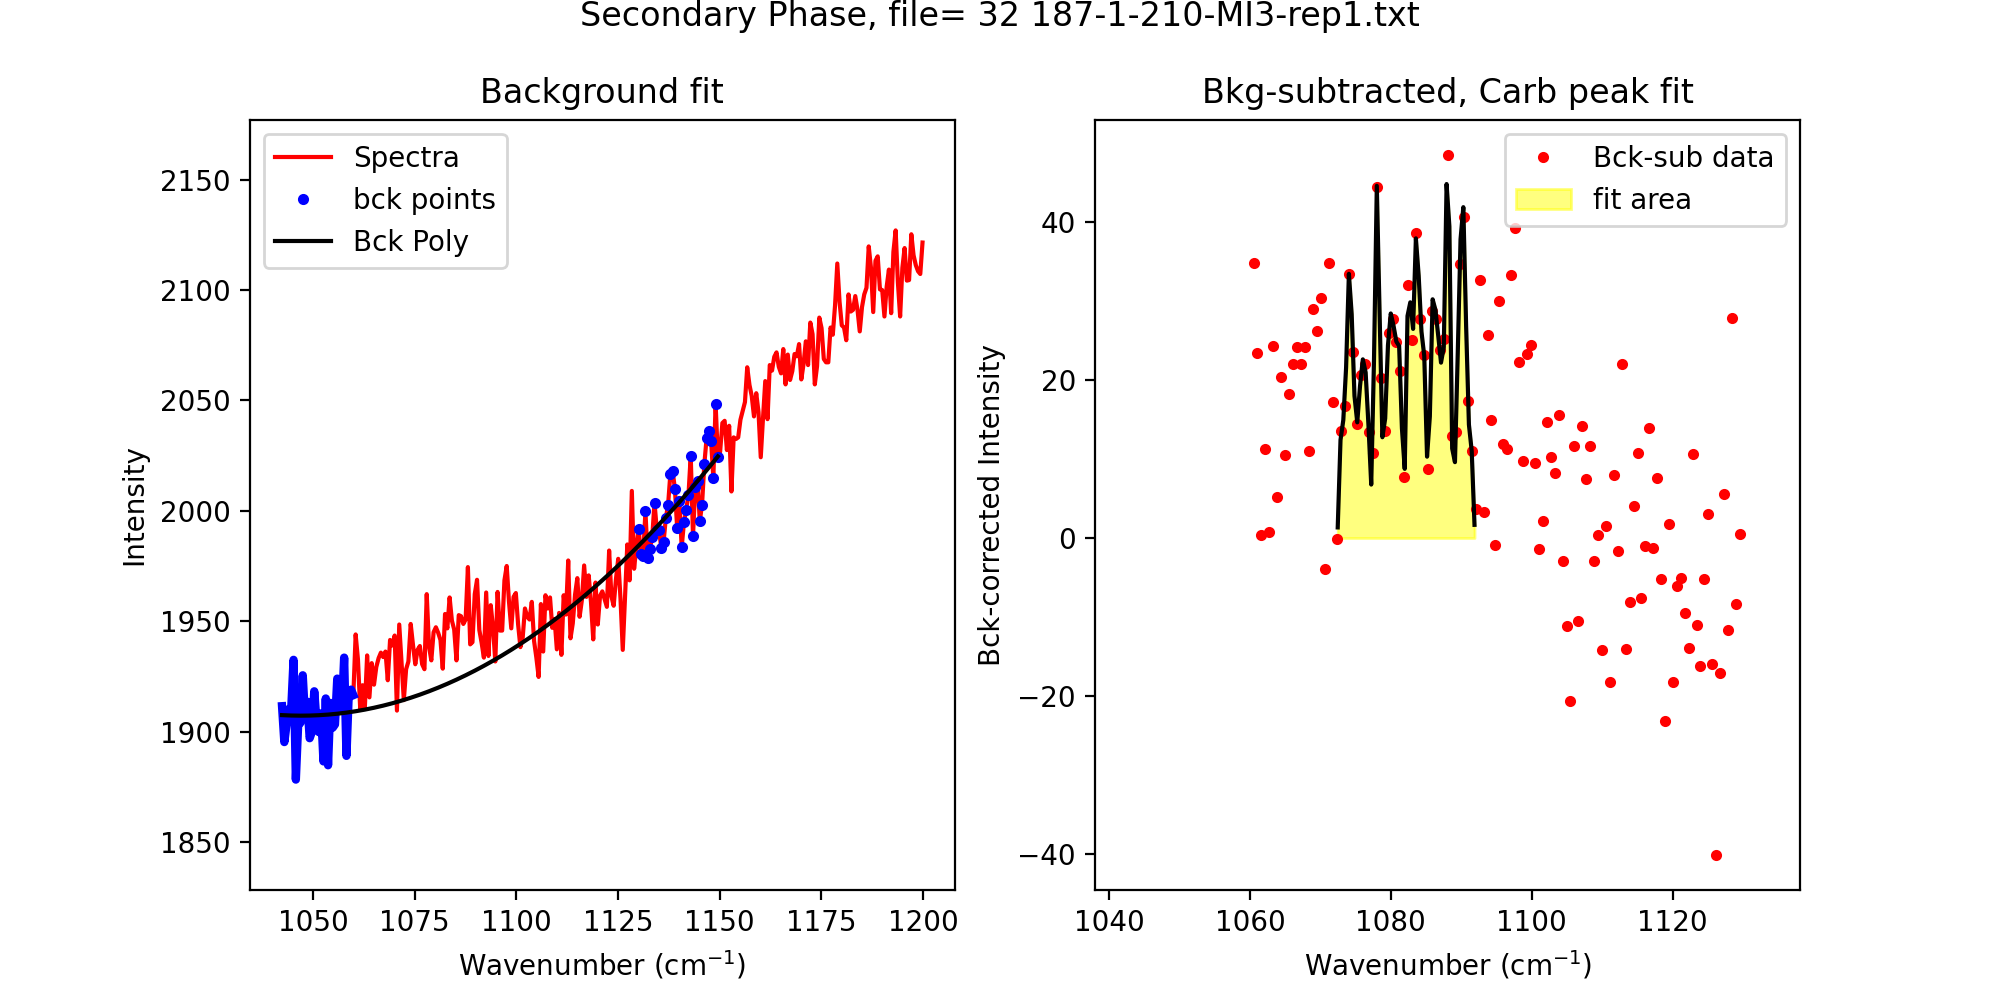 Secondary Phase, file= 32 187-1-210-MI3-rep1.txt
Background fit
Spectra
bck points
Bck Poly
2150
2100
2050
2000
1950
1900
1850
Intensity
1050 1075 1100 1125 1150 1175 1200
Wavenumber (cm⁻¹)
Bkg-subtracted, Carb peak fit
Bck-sub data
fit area
40
20
0
−20
−40
Bck-corrected Intensity
1040 1060 1080 1100 1120
Wavenumber (cm⁻¹)